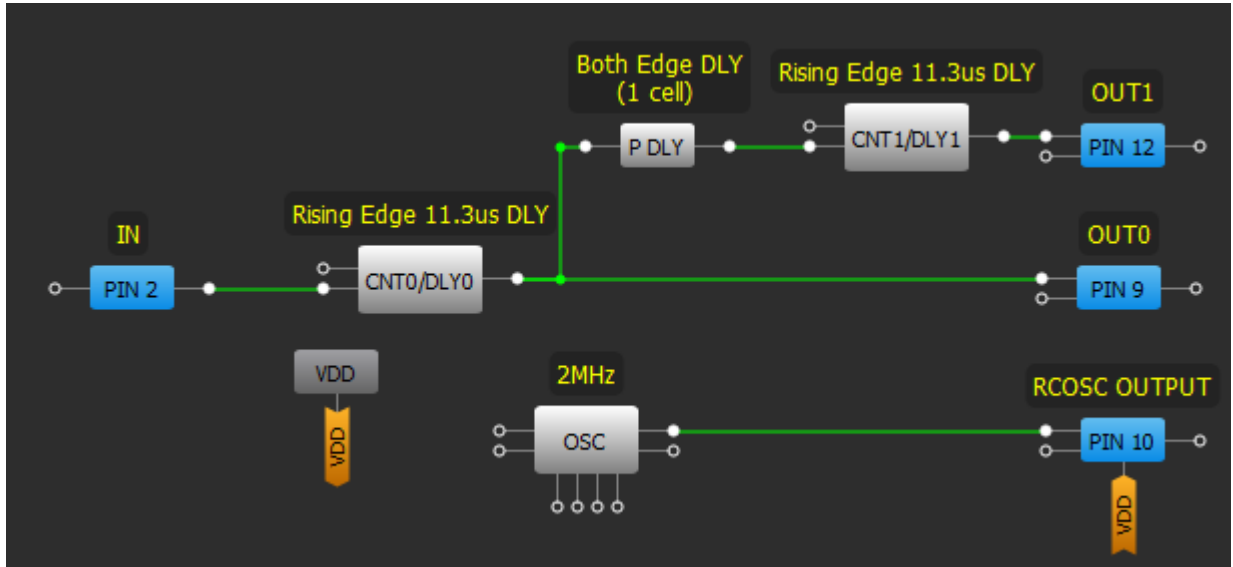 Both Edge DLY
(1 cell)
Rising Edge 11.3us DLY
OUT1
P DLY
CNT1/DLY1
PIN 12
Rising Edge 11.3us DLY
IN
OUT0
PIN 2
CNT0/DLY0
PIN 9
VDD
2MHz
RCOSC OUTPUT
VDD
OSC
PIN 10
VDD